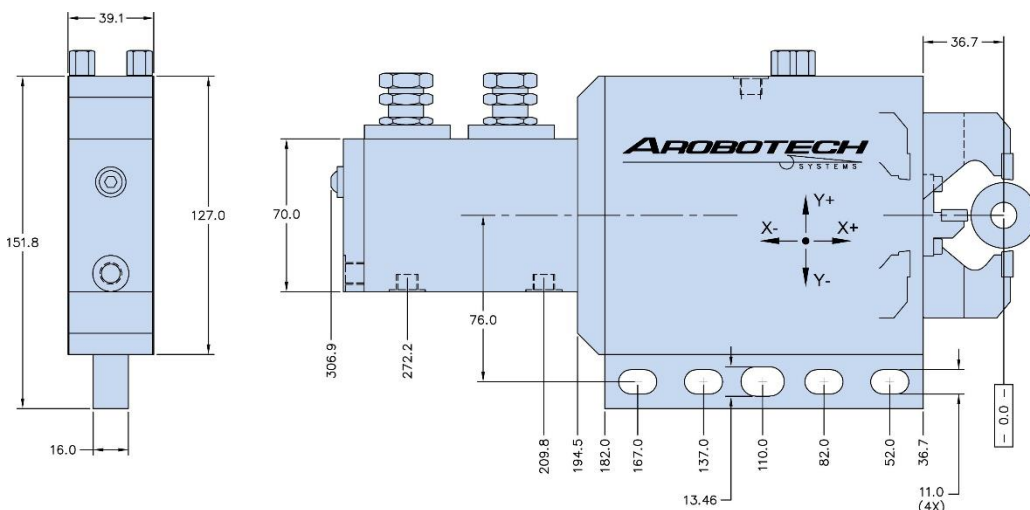 39.1
36.7
AROBOTECH
SYSTEMS
Y+
X- X+
Y-
151.8
127.0
70.0
76.0
16.0
306.9
272.2
209.8
194.5
182.0
167.0
137.0
110.0
82.0
52.0
36.7
- 0.0 -
13.46
11.0
(4X)